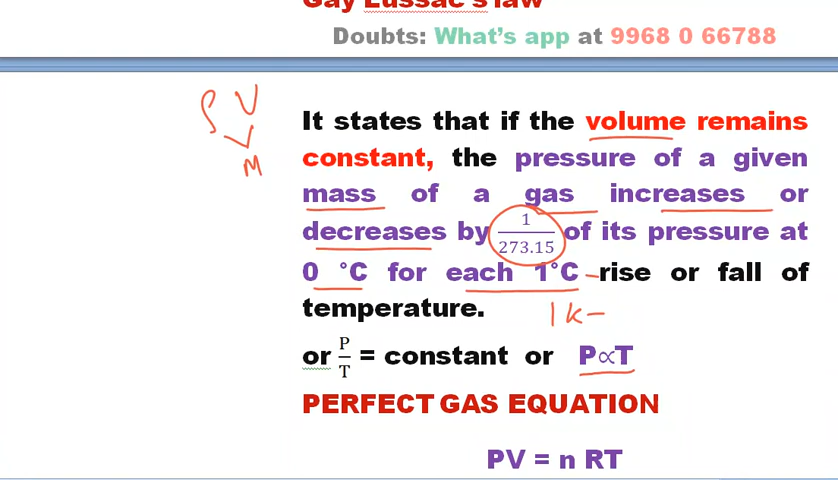 Gay Lussac's law
Doubts: What's app at 9968 0 66788
It states that if the volume remains
constant, the pressure of a given
mass of a gas increases or
decreases by 1/273.15 of its pressure at
0 °C for each 1°C rise or fall of
temperature.
1 K
or P/T = constant or P∝T
PERFECT GAS EQUATION
PV = n RT